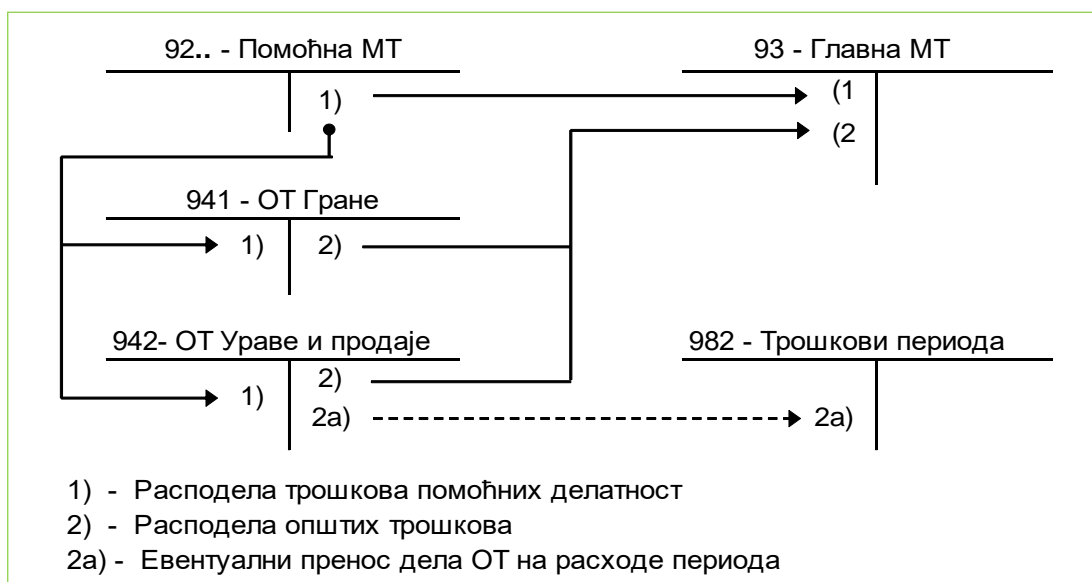 92.. - Помоћна МТ
93 - Главна МТ
1)
(1
(2
941 - ОТ Гране
1)
2)
942- ОТ Ураве и продаје
982 - Трошкови периода
2)
1)
2а)
2а)
1) - Расподела трошкова помоћних делатност
2) - Расподела општих трошкова
2а) - Евентуални пренос дела ОТ на расходе периода